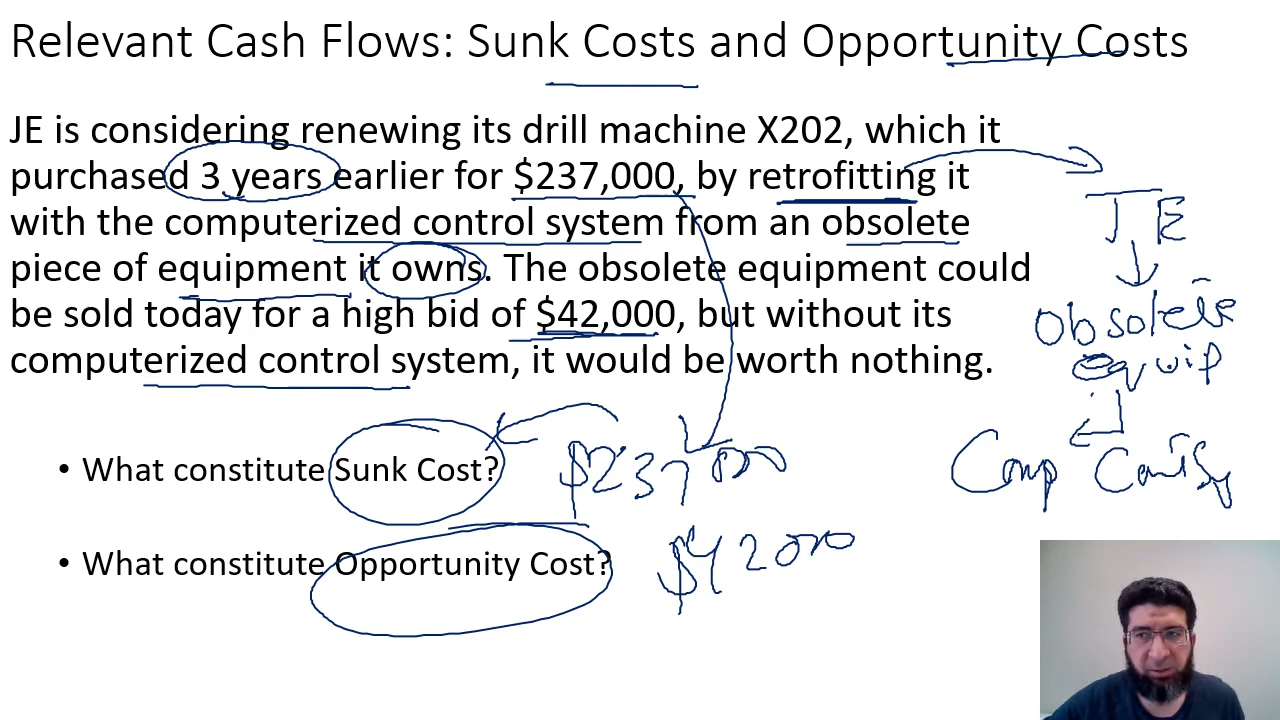 Relevant Cash Flows: Sunk Costs and Opportunity Costs
JE is considering renewing its drill machine X202, which it
purchased 3 years earlier for $237,000, by retrofitting it
with the computerized control system from an obsolete
piece of equipment it owns. The obsolete equipment could
be sold today for a high bid of $42,000, but without its
computerized control system, it would be worth nothing.
• What constitute Sunk Cost?
$237 000
• What constitute Opportunity Cost?
$42000
JE
Obsolete
equip
Comp